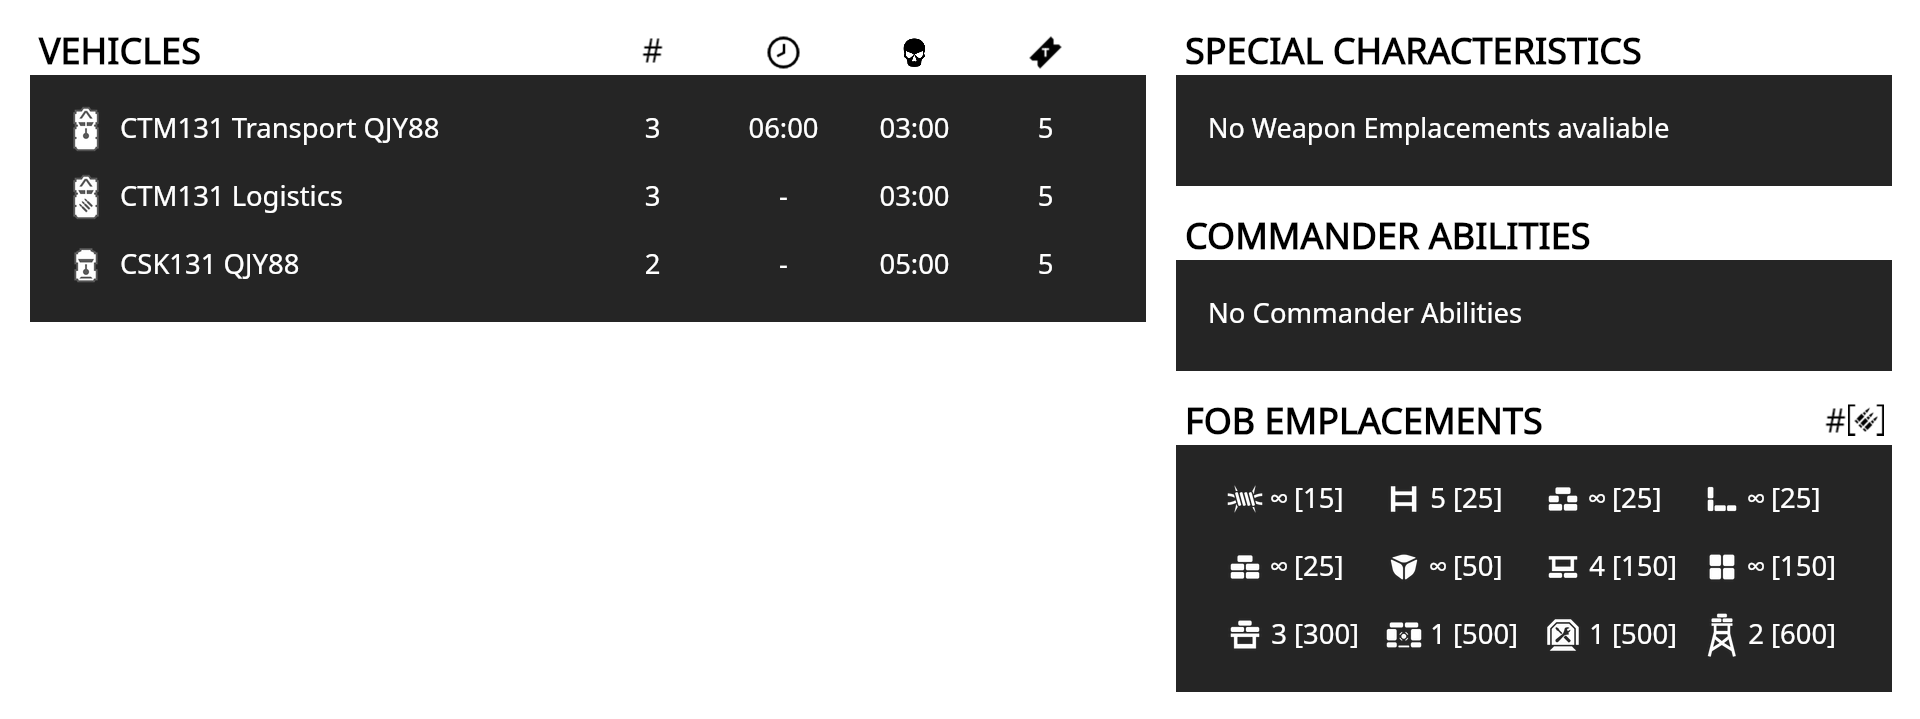 VEHICLES #
CTM131 Transport QJY88 3 06:00 03:00 5
CTM131 Logistics 3 - 03:00 5
CSK131 QJY88 2 - 05:00 5
SPECIAL CHARACTERISTICS
No Weapon Emplacements avaliable
COMMANDER ABILITIES
No Commander Abilities
FOB EMPLACEMENTS #[]
∞ [15] 5 [25] ∞ [25] ∞ [25]
∞ [25] ∞ [50] 4 [150] ∞ [150]
3 [300] 1 [500] 1 [500] 2 [600]